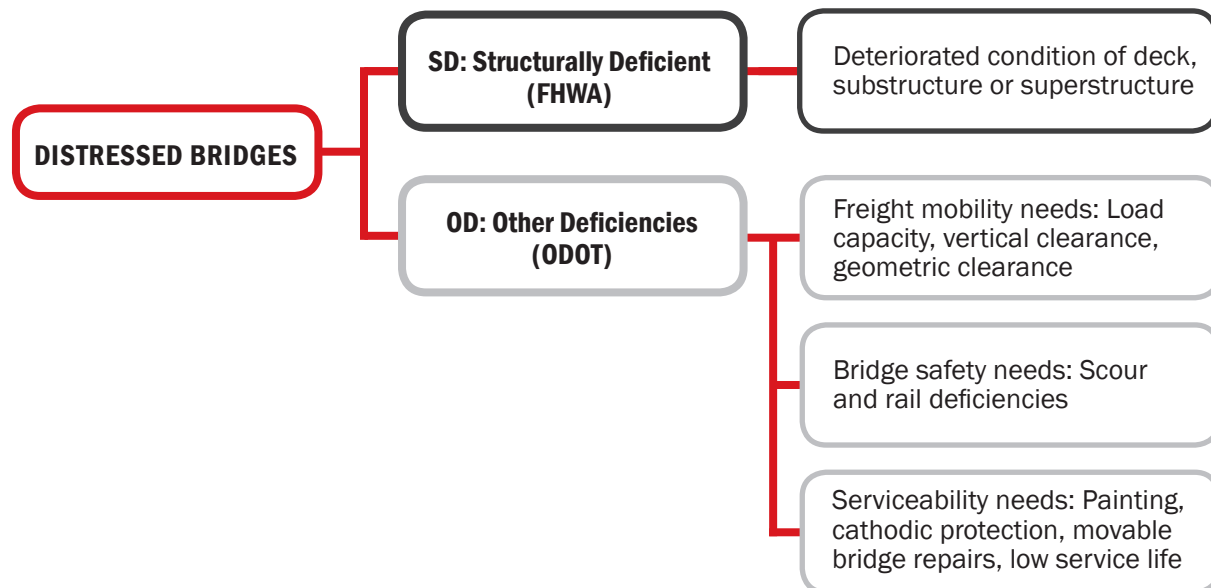 DISTRESSED BRIDGES
SD: Structurally Deficient
(FHWA)
Deteriorated condition of deck,
substructure or superstructure
OD: Other Deficiencies
(ODOT)
Freight mobility needs: Load
capacity, vertical clearance,
geometric clearance
Bridge safety needs: Scour
and rail deficiencies
Serviceability needs: Painting,
cathodic protection, movable
bridge repairs, low service life